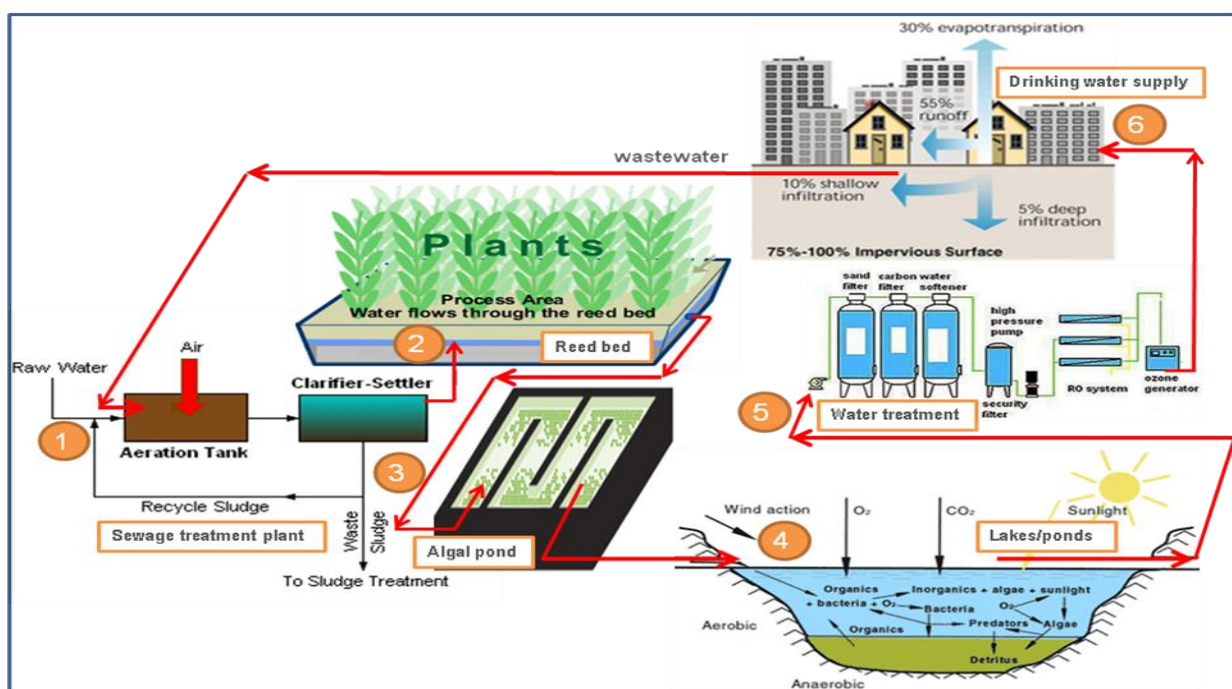 30% evapotranspiration
Drinking water supply
55%
runoff
6
wastewater
10% shallow
infiltration
5% deep
infiltration
75%-100% Impervious Surface
Plants
Process Area
Water flows through the reed bed
2
Reed bed
sand
filter
carbon
filter
water
softener
high
pressure
pump
ozone
generator
RO system
security
filter
5
Water treatment
Air
Raw Water
Clarifier-Settler
1
Aeration Tank
3
Recycle Sludge
Sewage treatment plant
Waste
Sludge
To Sludge Treatment
Algal pond
Wind action
O₂
CO₂
Sunlight
4
Lakes/ponds
Organics
Inorganics + algae + sunlight
+ bacteria + O₂
Bacteria
O₂
Predators
Algae
Organics
Detritus
Aerobic
Anaerobic